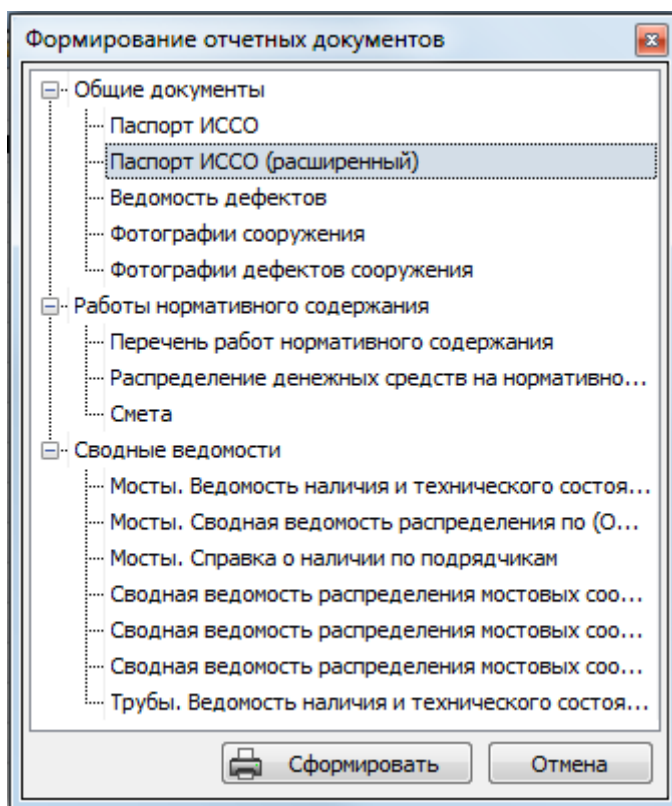 Формирование отчетных документов
Общие документы
Паспорт ИССО
Паспорт ИССО (расширенный)
Ведомость дефектов
Фотографии сооружения
Фотографии дефектов сооружения
Работы нормативного содержания
Перечень работ нормативного содержания
Распределение денежных средств на нормативно...
Смета
Сводные ведомости
Мосты. Ведомость наличия и технического состоя...
Мосты. Сводная ведомость распределения по (О...
Мосты. Справка о наличии по подрядчикам
Сводная ведомость распределения мостовых соо...
Сводная ведомость распределения мостовых соо...
Сводная ведомость распределения мостовых соо...
Трубы. Ведомость наличия и технического состоя...
Сформировать Отмена